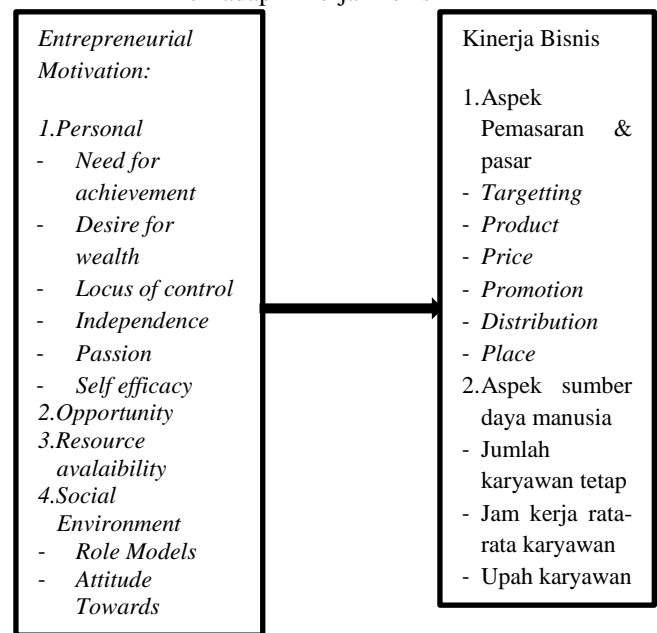 Entrepreneurial
Motivation:
1.Personal
- Need for
achievement
- Desire for
wealth
- Locus of control
- Independence
- Passion
- Self efficacy
2.Opportunity
3.Resource
avalaibility
4.Social
Environment
- Role Models
- Attitude
Towards
Kinerja Bisnis
1.Aspek
Pemasaran &
pasar
- Targetting
- Product
- Price
- Promotion
- Distribution
- Place
2.Aspek sumber
daya manusia
- Jumlah
karyawan tetap
- Jam kerja rata-
rata karyawan
- Upah karyawan